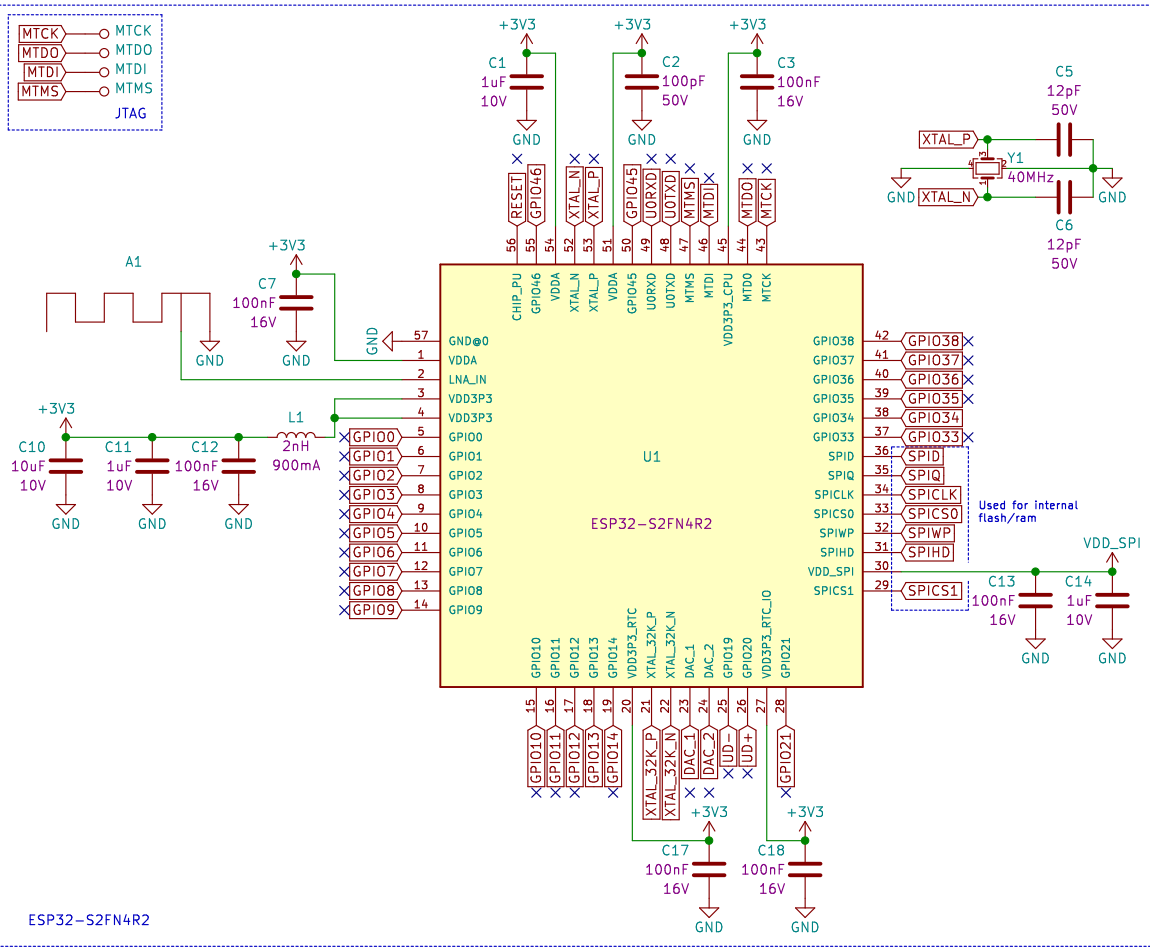 MTCK MTCK
MTDO MTDO
MTDI MTDI
MTMS MTMS
JTAG
+3V3 +3V3 +3V3
C1 1uF 10V
C2 100pF 50V
C3 100nF 16V
GND GND GND
C5
12pF
50V
XTAL_P
Y1
40MHz
4 3 2 1
GND XTAL_N GND
C6
12pF
50V
RESET GPIO46 XTAL_N XTAL_P GPIO45 U0RXD U0TXD MTMS MTDI MTDO MTCK
56 55 54 52 53 51 50 49 48 47 46 45 44 43
CHIP_PU GPIO46 VDDA XTAL_N XTAL_P VDDA GPIO45 U0RXD U0TXD MTMS MTDI VDD3P3_CPU MTDO MTCK
A1
GND
+3V3
C7
100nF
16V
GND
GND 57 GND@0
1 VDDA
2 LNA_IN
3 VDD3P3
4 VDD3P3
GPIO0 5 GPIO0
GPIO1 6 GPIO1
GPIO2 7 GPIO2
GPIO3 8 GPIO3
GPIO4 9 GPIO4
GPIO5 10 GPIO5
GPIO6 11 GPIO6
GPIO7 12 GPIO7
GPIO8 13 GPIO8
GPIO9 14 GPIO9
+3V3
C10 10uF 10V
C11 1uF 10V
C12 100nF 16V
GND GND GND
L1
2nH
900mA
U1
ESP32-S2FN4R2
GPIO38 42 GPIO38
GPIO37 41 GPIO37
GPIO36 40 GPIO36
GPIO35 39 GPIO35
GPIO34 38 GPIO34
GPIO33 37 GPIO33
SPID 36 SPID
SPIQ 35 SPIQ
SPICLK 34 SPICLK
SPICS0 33 SPICS0
SPIWP 32 SPIWP
SPIHD 31 SPIHD
VDD_SPI 30
SPICS1 29 SPICS1
Used for internal
flash/ram
VDD_SPI
C13 100nF 16V
C14 1uF 10V
GND GND
GPIO10 GPIO11 GPIO12 GPIO13 GPIO14 VDD3P3_RTC XTAL_32K_P XTAL_32K_N DAC_1 DAC_2 GPIO19 GPIO20 VDD3P3_RTC_IO GPIO21
15 16 17 18 19 20 21 22 23 24 25 26 27 28
GPIO10 GPIO11 GPIO12 GPIO13 GPIO14 XTAL_32K_P XTAL_32K_N DAC_1 DAC_2 UD- UD+ GPIO21
+3V3 +3V3
C17 100nF 16V
C18 100nF 16V
GND GND
ESP32-S2FN4R2